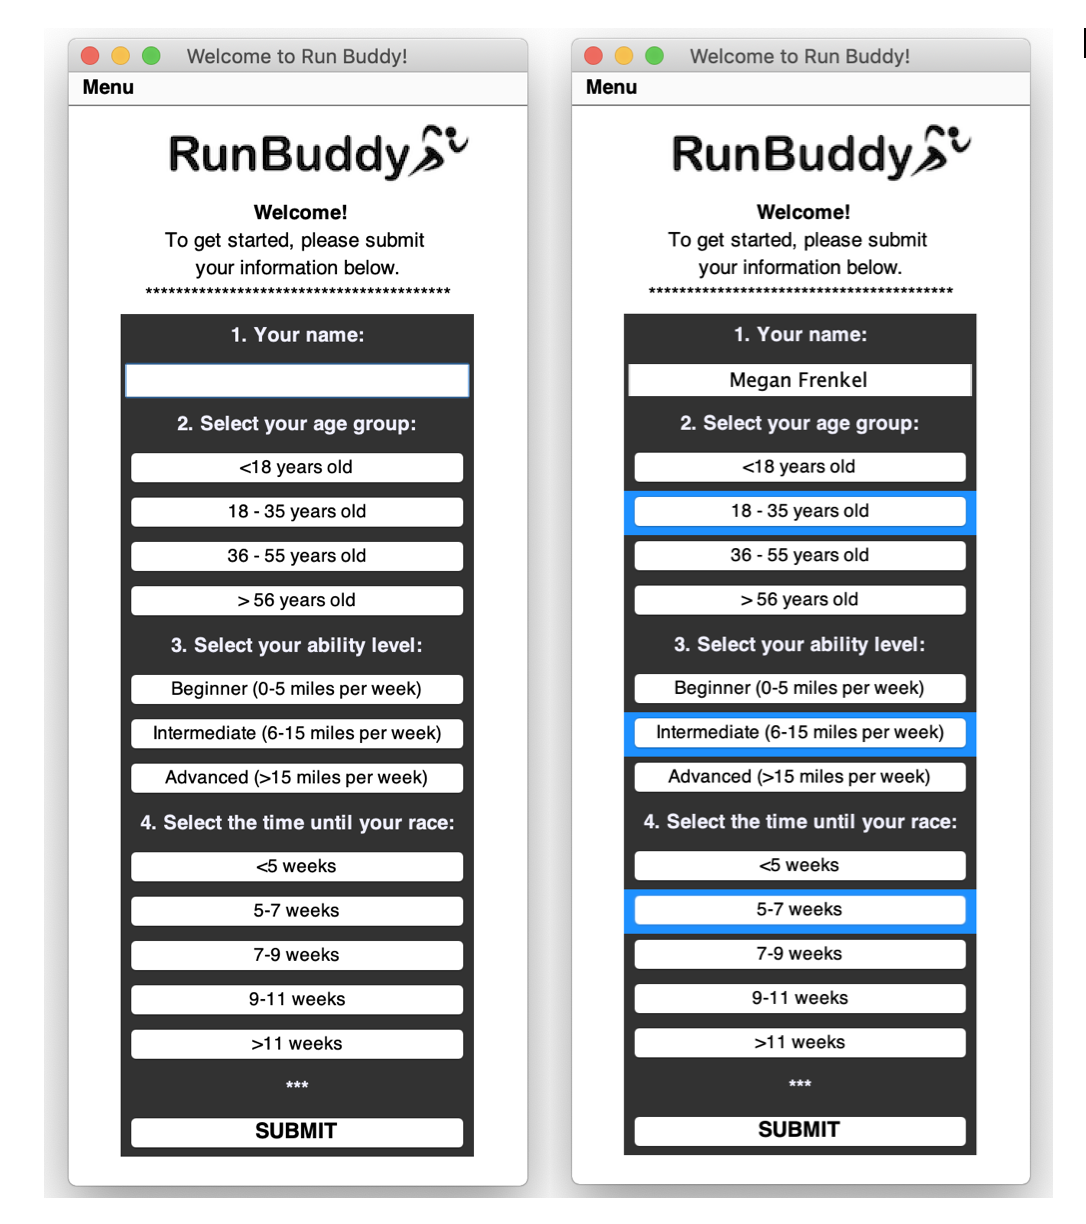 Welcome to Run Buddy!
Menu
RunBuddy
Welcome!
To get started, please submit
your information below.
****************************************
1. Your name:
2. Select your age group:
<18 years old
18 - 35 years old
36 - 55 years old
> 56 years old
3. Select your ability level:
Beginner (0-5 miles per week)
Intermediate (6-15 miles per week)
Advanced (>15 miles per week)
4. Select the time until your race:
<5 weeks
5-7 weeks
7-9 weeks
9-11 weeks
>11 weeks
***
SUBMIT
Welcome to Run Buddy!
Menu
RunBuddy
Welcome!
To get started, please submit
your information below.
****************************************
1. Your name:
Megan Frenkel
2. Select your age group:
<18 years old
18 - 35 years old
36 - 55 years old
> 56 years old
3. Select your ability level:
Beginner (0-5 miles per week)
Intermediate (6-15 miles per week)
Advanced (>15 miles per week)
4. Select the time until your race:
<5 weeks
5-7 weeks
7-9 weeks
9-11 weeks
>11 weeks
***
SUBMIT